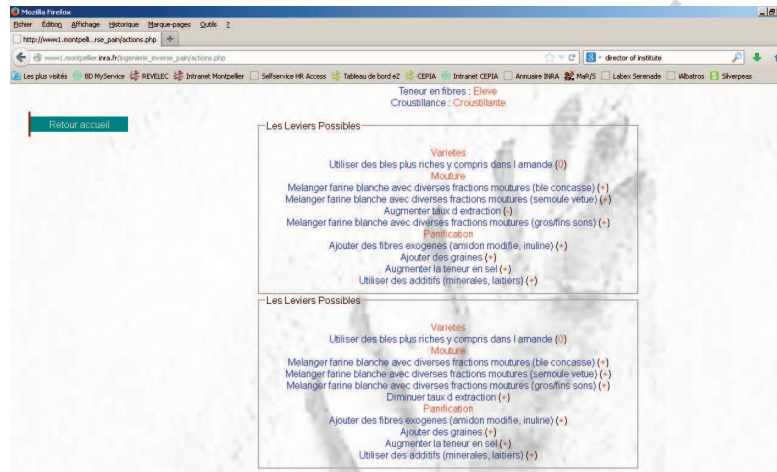 Mozilla Firefox
Fichier Édition Affichage Historique Marque-pages Outils ?
http://www1.montpelli...rse_pain/actions.php +
www1.montpellier.inra.fr/ingenierie_inverse_pain/actions.php director of institute
Les plus visités BD MyService REVELEC Intranet Montpellier Selfservice HR Access Tableau de bord eZ CEPIA Intranet CEPIA Annuaire INRA MaR/S Labex Serenade Silverpeas
Teneur en fibres : Eleve
Croustillance : Croustillante
Retour accueil
Les Leviers Possibles
Varietes
Utiliser des bles plus riches y compris dans l amande (0)
Mouture
Melanger farine blanche avec diverses fractions moutures (ble concasse) (+)
Melanger farine blanche avec diverses fractions moutures (semoule vetue) (+)
Augmenter taux d extraction (-)
Melanger farine blanche avec diverses fractions moutures (gros/fins sons) (+)
Panification
Ajouter des fibres exogenes (amidon modifie, inuline) (+)
Ajouter des graines (+)
Augmenter la teneur en sel (+)
Utiliser des additifs (minerales, laitiers) (+)
Les Leviers Possibles
Varietes
Utiliser des bles plus riches y compris dans l amande (0)
Mouture
Melanger farine blanche avec diverses fractions moutures (ble concasse) (+)
Melanger farine blanche avec diverses fractions moutures (semoule vetue) (+)
Melanger farine blanche avec diverses fractions moutures (gros/fins sons) (+)
Diminuer taux d extraction (+)
Panification
Ajouter des fibres exogenes (amidon modifie, inuline) (+)
Ajouter des graines (+)
Augmenter la teneur en sel (+)
Utiliser des additifs (minerales, laitiers) (+)